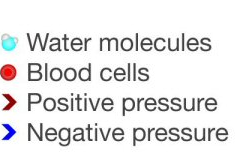 Water molecules
Blood cells
Positive pressure
Negative pressure